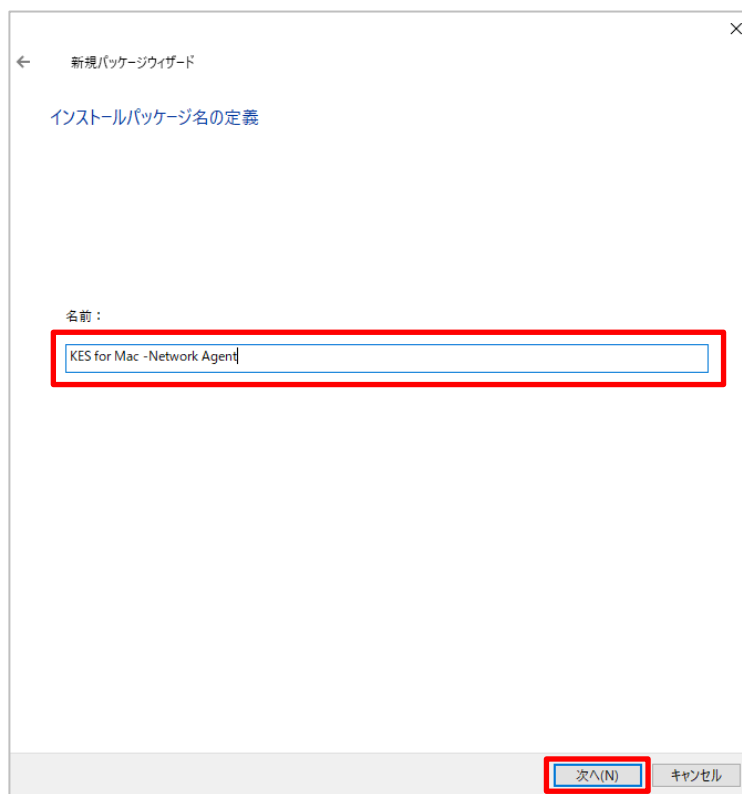 新規パッケージウィザード
インストールパッケージ名の定義
名前：
KES for Mac -Network Agent
次へ(N) キャンセル